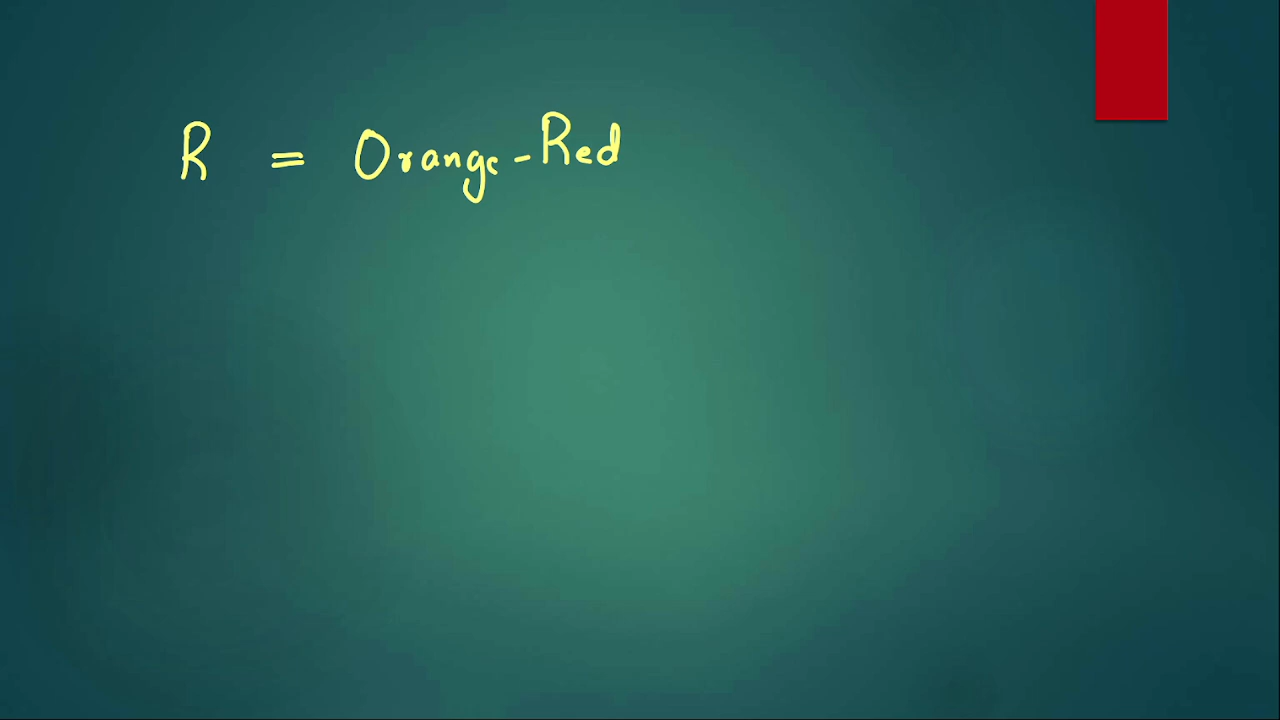 R = Orange-Red